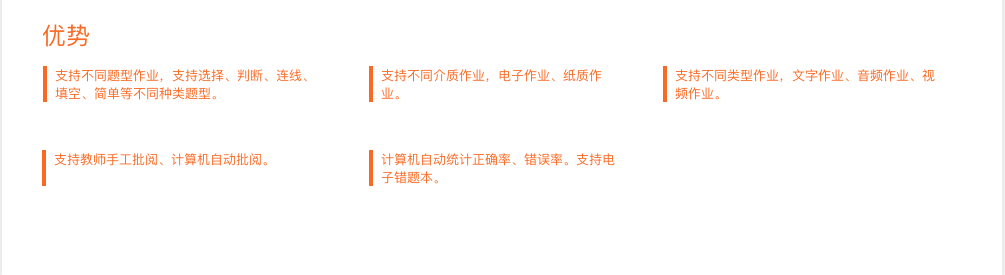 优势
支持不同题型作业，支持选择、判断、连线、
填空、简单等不同种类题型。
支持不同介质作业，电子作业、纸质作
业。
支持不同类型作业，文字作业、音频作业、视
频作业。
支持教师手工批阅、计算机自动批阅。
计算机自动统计正确率、错误率。支持电
子错题本。